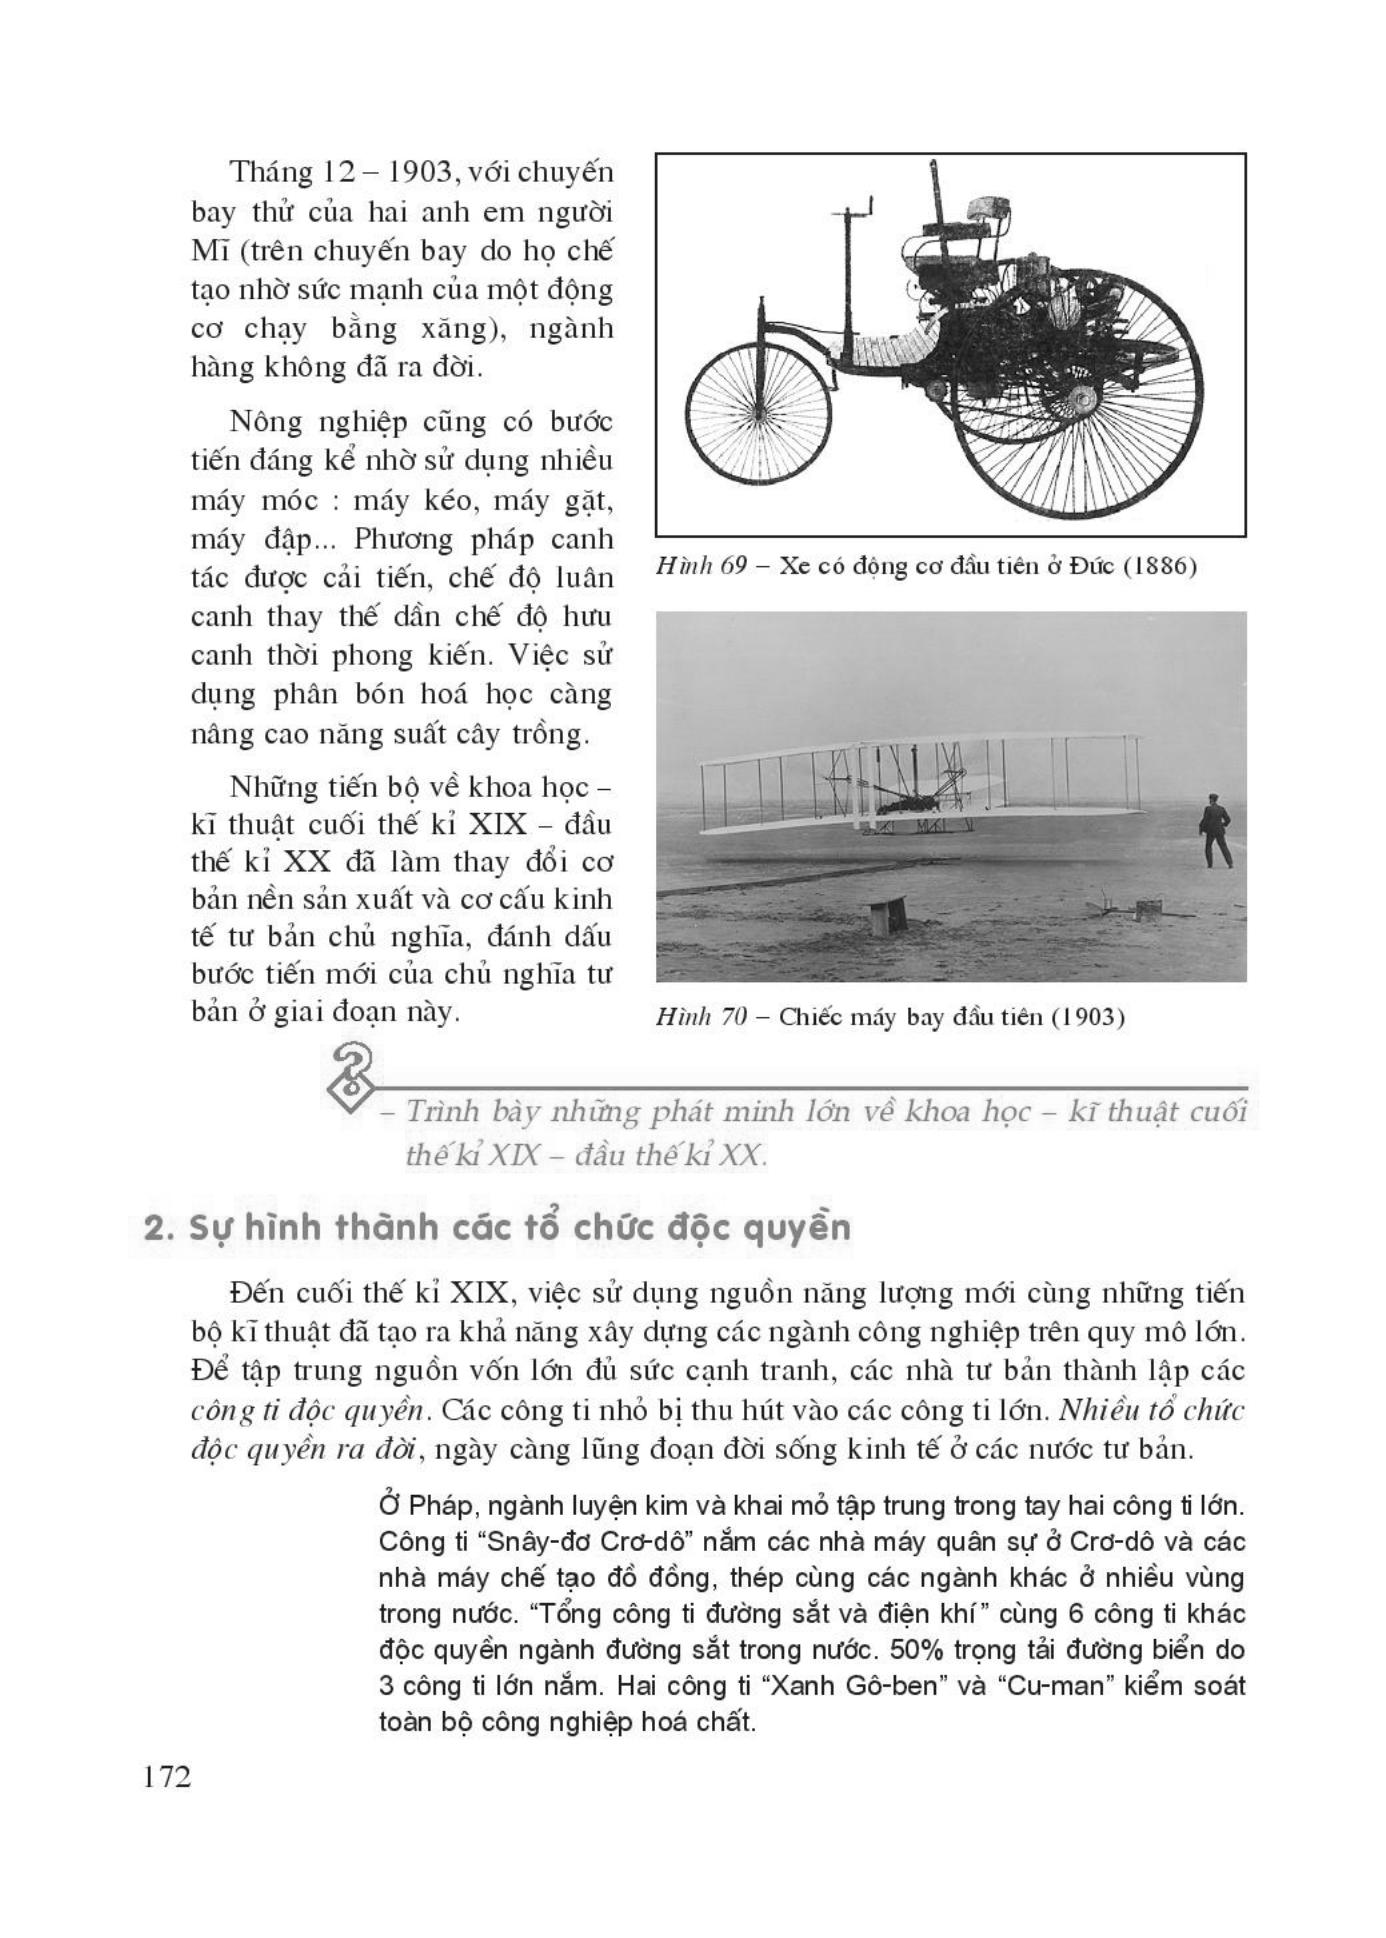 Tháng 12 – 1903, với chuyến
bay thử của hai anh em người
Mĩ (trên chuyến bay do họ chế
tạo nhờ sức mạnh của một động
cơ chạy bằng xăng), ngành
hàng không đã ra đời.
Nông nghiệp cũng có bước
tiến đáng kể nhờ sử dụng nhiều
máy móc : máy kéo, máy gặt,
máy đập... Phương pháp canh
tác được cải tiến, chế độ luân
canh thay thế dần chế độ hưu
canh thời phong kiến. Việc sử
dụng phân bón hoá học càng
nâng cao năng suất cây trồng.
Những tiến bộ về khoa học –
kĩ thuật cuối thế kỉ XIX – đầu
thế kỉ XX đã làm thay đổi cơ
bản nền sản xuất và cơ cấu kinh
tế tư bản chủ nghĩa, đánh dấu
bước tiến mới của chủ nghĩa tư
bản ở giai đoạn này.
Hình 69 – Xe có động cơ đầu tiên ở Đức (1886)
Hình 70 – Chiếc máy bay đầu tiên (1903)
– Trình bày những phát minh lớn về khoa học – kĩ thuật cuối
thế kỉ XIX – đầu thế kỉ XX.
2. Sự hình thành các tổ chức độc quyền
Đến cuối thế kỉ XIX, việc sử dụng nguồn năng lượng mới cùng những tiến
bộ kĩ thuật đã tạo ra khả năng xây dựng các ngành công nghiệp trên quy mô lớn.
Để tập trung nguồn vốn lớn đủ sức cạnh tranh, các nhà tư bản thành lập các
công ti độc quyền. Các công ti nhỏ bị thu hút vào các công ti lớn. Nhiều tổ chức
độc quyền ra đời, ngày càng lũng đoạn đời sống kinh tế ở các nước tư bản.
Ở Pháp, ngành luyện kim và khai mỏ tập trung trong tay hai công ti lớn.
Công ti “Snây-đơ Crơ-dô” nắm các nhà máy quân sự ở Crơ-dô và các
nhà máy chế tạo đồ đồng, thép cùng các ngành khác ở nhiều vùng
trong nước. “Tổng công ti đường sắt và điện khí” cùng 6 công ti khác
độc quyền ngành đường sắt trong nước. 50% trọng tải đường biển do
3 công ti lớn nắm. Hai công ti “Xanh Gô-ben” và “Cu-man” kiểm soát
toàn bộ công nghiệp hoá chất.
172